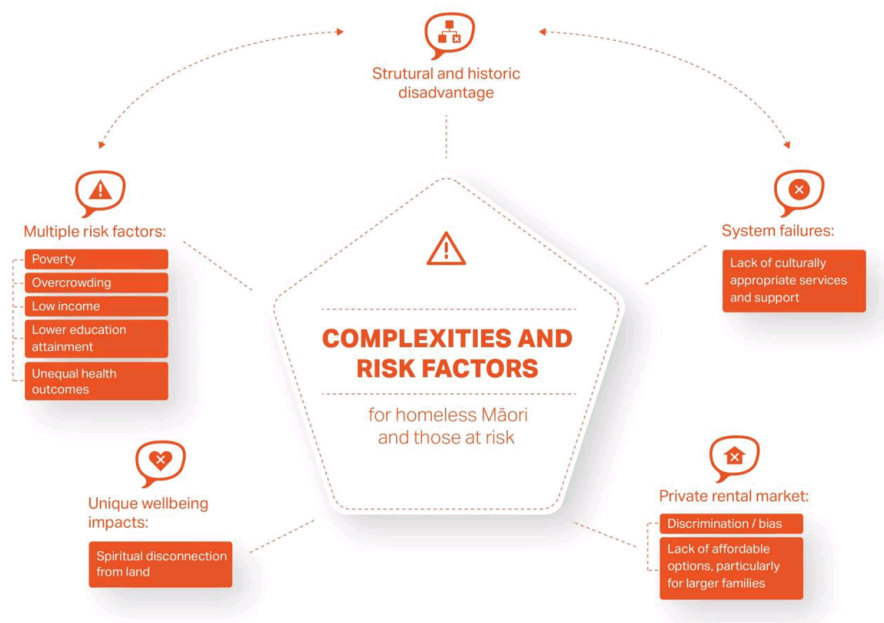 Strutural and historic
disadvantage
Multiple risk factors:
Poverty
Overcrowding
Low income
Lower education
attainment
Unequal health
outcomes
System failures:
Lack of culturally
appropriate services
and support
COMPLEXITIES AND
RISK FACTORS
for homeless Māori
and those at risk
Unique wellbeing
impacts:
Spiritual disconnection
from land
Private rental market:
Discrimination / bias
Lack of affordable
options, particularly
for larger families